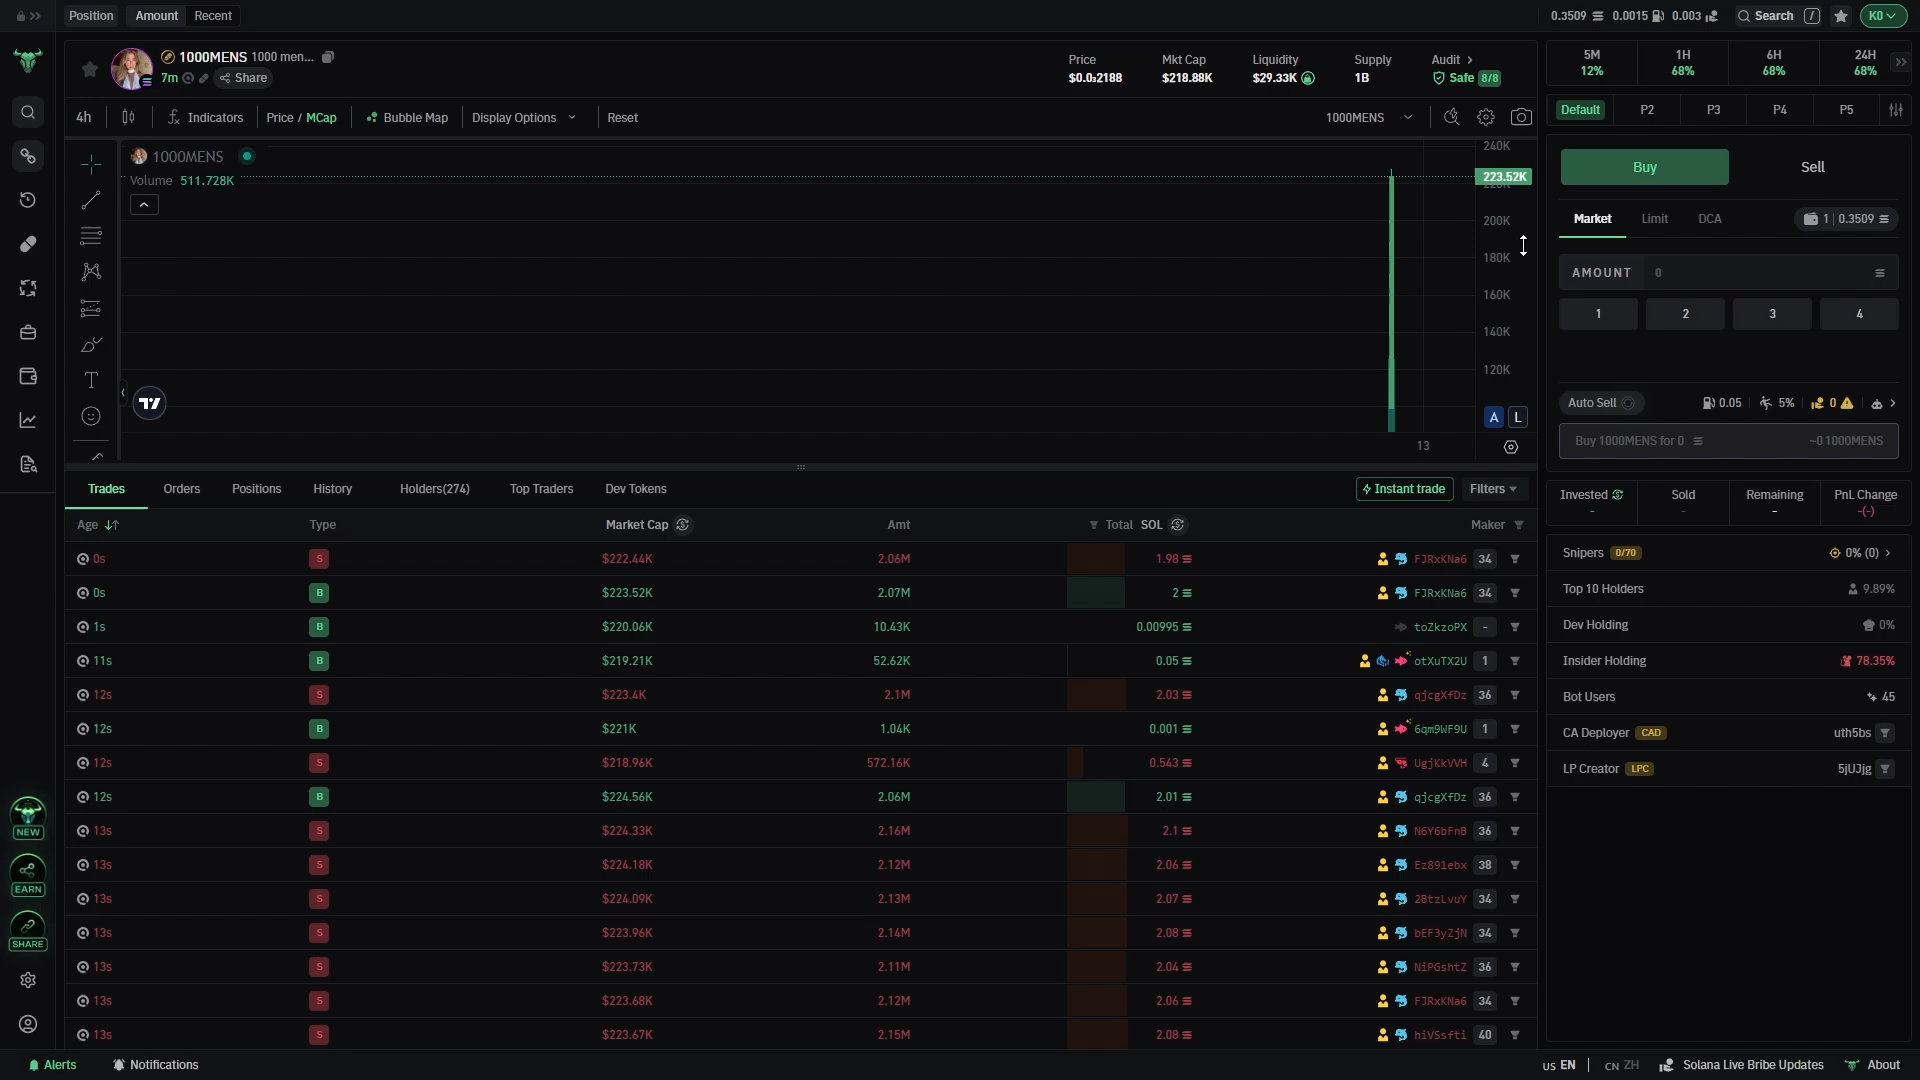 Position Amount Recent
0.3509 0.0015 0.003 Search / K0
1000MENS 1000 men...
7m Share
Price Mkt Cap Liquidity Supply Audit
$0.0₃2188 $218.88K $29.33K 1B Safe 8/8
5M 1H 6H 24H
12% 68% 68% 68%
4h Indicators Price / MCap Bubble Map Display Options Reset 1000MENS
Default P2 P3 P4 P5
1000MENS
Volume 511.728K
240K
223.52K
200K
180K
160K
140K
120K
A L
13
Buy Sell
Market Limit DCA 1 | 0.3509
AMOUNT 0
1 2 3 4
Auto Sell 0.05 5% 0
Buy 1000MENS for 0 ~0 1000MENS
Invested Sold Remaining PnL Change
- - - -(-)
Snipers 0/70 0% (0)
Top 10 Holders 9.89%
Dev Holding 0%
Insider Holding 78.35%
Bot Users 45
CA Deployer CAD uth5bs
LP Creator LPC 5jUJjg
Trades Orders Positions History Holders(274) Top Traders Dev Tokens Instant trade Filters
Age Type Market Cap Amt Total SOL Maker
0s S $222.44K 2.06M 1.98 FJRxKNa6 34
0s B $223.52K 2.07M 2 FJRxKNa6 34
1s B $220.06K 10.43K 0.00995 toZkzoPX -
11s B $219.21K 52.62K 0.05 otXuTX2U 1
12s S $223.4K 2.1M 2.03 qjcgXfDz 36
12s B $221K 1.04K 0.001 6qm9WF9U 1
12s S $218.96K 572.16K 0.543 UgjKkVVH 4
12s B $224.56K 2.06M 2.01 qjcgXfDz 36
13s S $224.33K 2.16M 2.1 N6Y6bFnB 36
13s S $224.18K 2.12M 2.06 Ez891ebx 38
13s S $224.09K 2.13M 2.07 2BtzLvuY 34
13s S $223.96K 2.14M 2.08 bEF3yZjN 34
13s S $223.73K 2.11M 2.04 NiPGshtZ 36
13s S $223.68K 2.12M 2.06 FJRxKNa6 34
13s S $223.67K 2.15M 2.08 hiVSsfti 40
NEW
EARN
SHARE
Alerts Notifications
US EN | CN ZH Solana Live Bribe Updates About